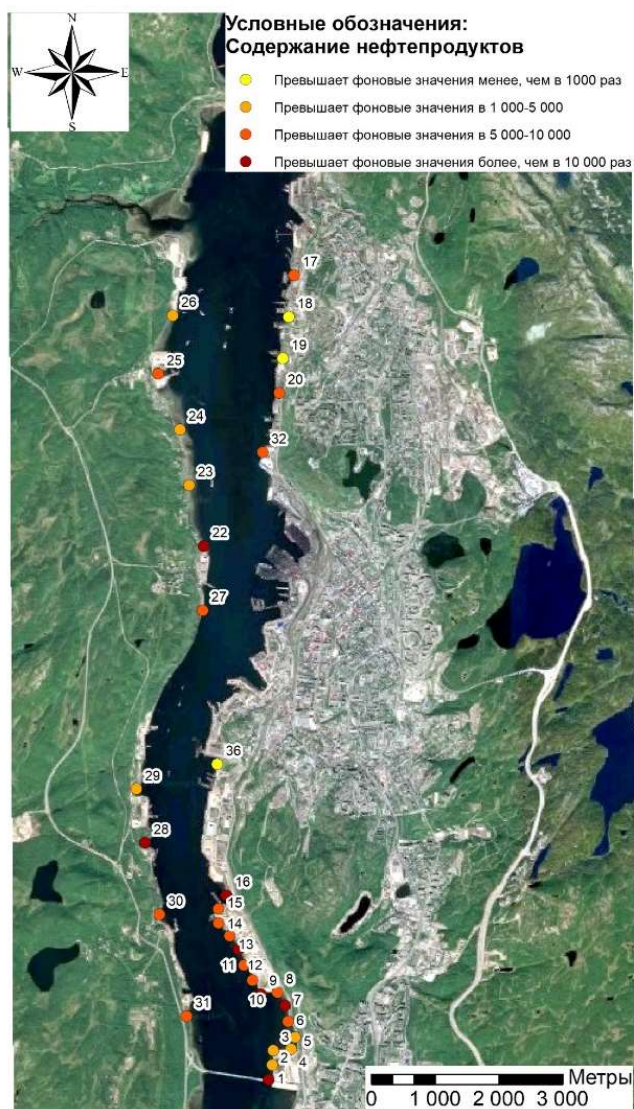 N
W E
S
Условные обозначения:
Содержание нефтепродуктов
Превышает фоновые значения менее, чем в 1000 раз
Превышает фоновые значения в 1 000-5 000
Превышает фоновые значения в 5 000-10 000
Превышает фоновые значения более, чем в 10 000 раз
17
26
18
19
25
20
24
32
23
22
27
36
29
28
16
15
30
14
13
11 12
9 8
10
7
31
6
3 5
2 4
1
Метры
0 1 000 2 000 3 000